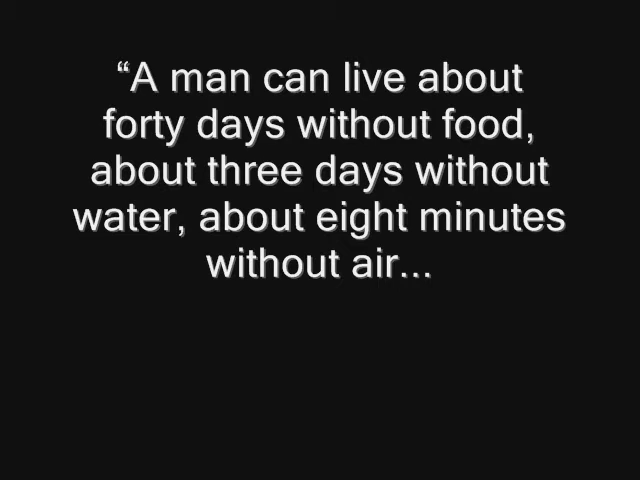 “A man can live about
forty days without food,
about three days without
water, about eight minutes
without air...